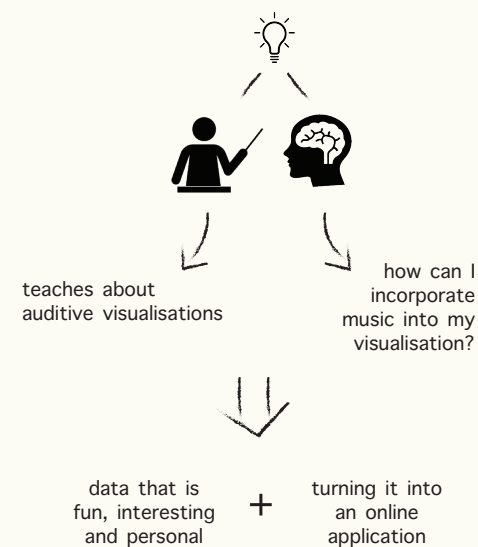 teaches about
auditive visualisations
how can I
incorporate
music into my
visualisation?
data that is
fun, interesting
and personal
+
turning it into
an online
application